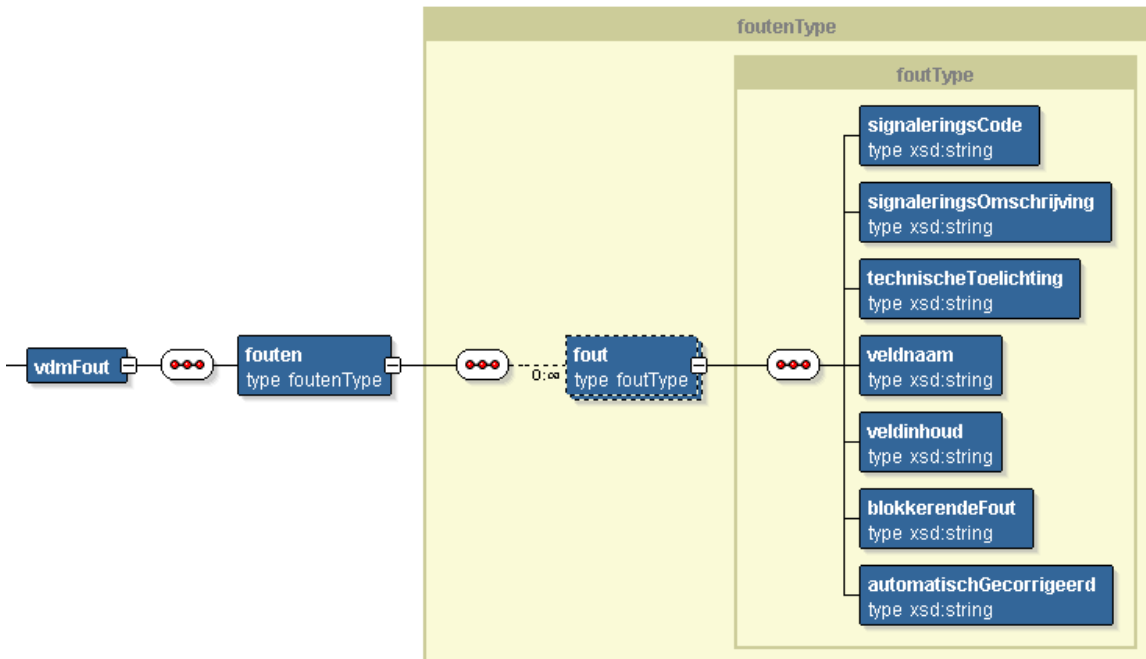 foutenType
foutType
signaleringsCode
type xsd:string
signaleringsOmschrijving
type xsd:string
technischeToelichting
type xsd:string
vdmFout
fouten
type foutenType
0:∞
fout
type foutType
veldnaam
type xsd:string
veldinhoud
type xsd:string
blokkerendeFout
type xsd:string
automatischGecorrigeerd
type xsd:string